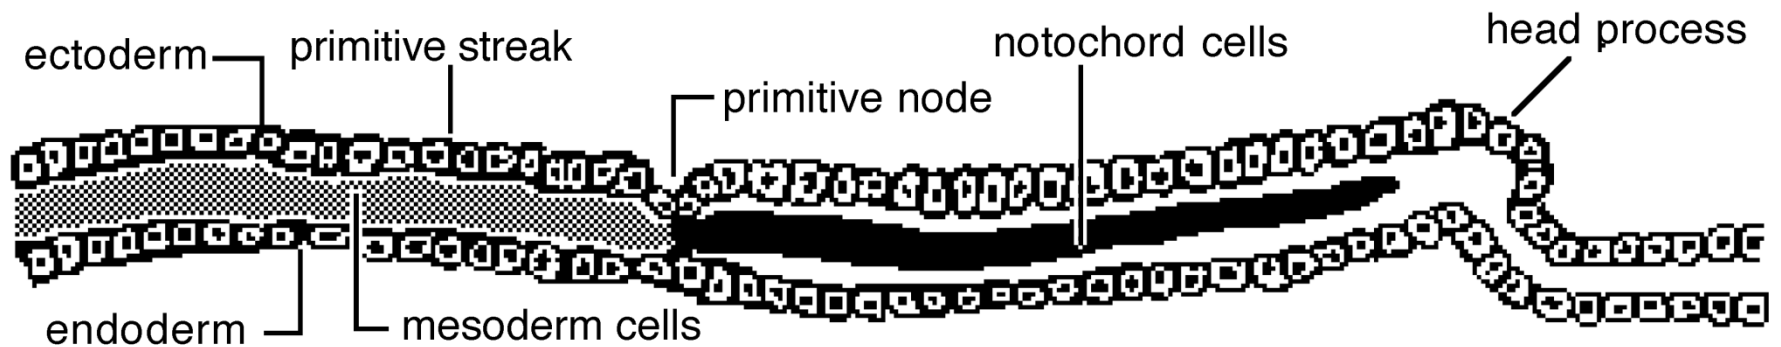 ectoderm
primitive streak
primitive node
notochord cells
head process
endoderm
mesoderm cells